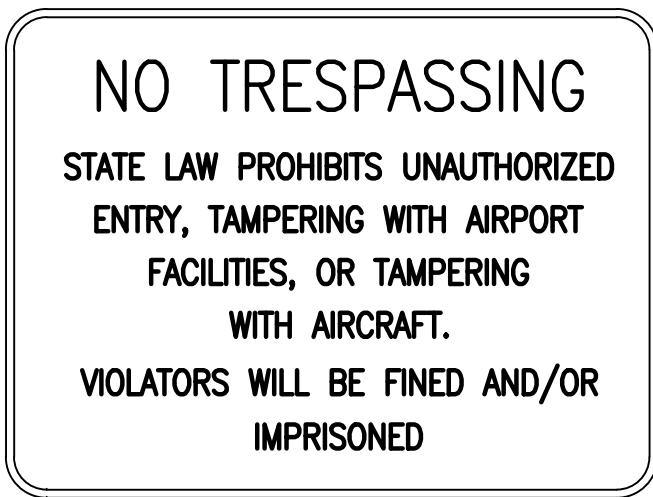 NO TRESPASSING
STATE LAW PROHIBITS UNAUTHORIZED
ENTRY, TAMPERING WITH AIRPORT
FACILITIES, OR TAMPERING
WITH AIRCRAFT.
VIOLATORS WILL BE FINED AND/OR
IMPRISONED